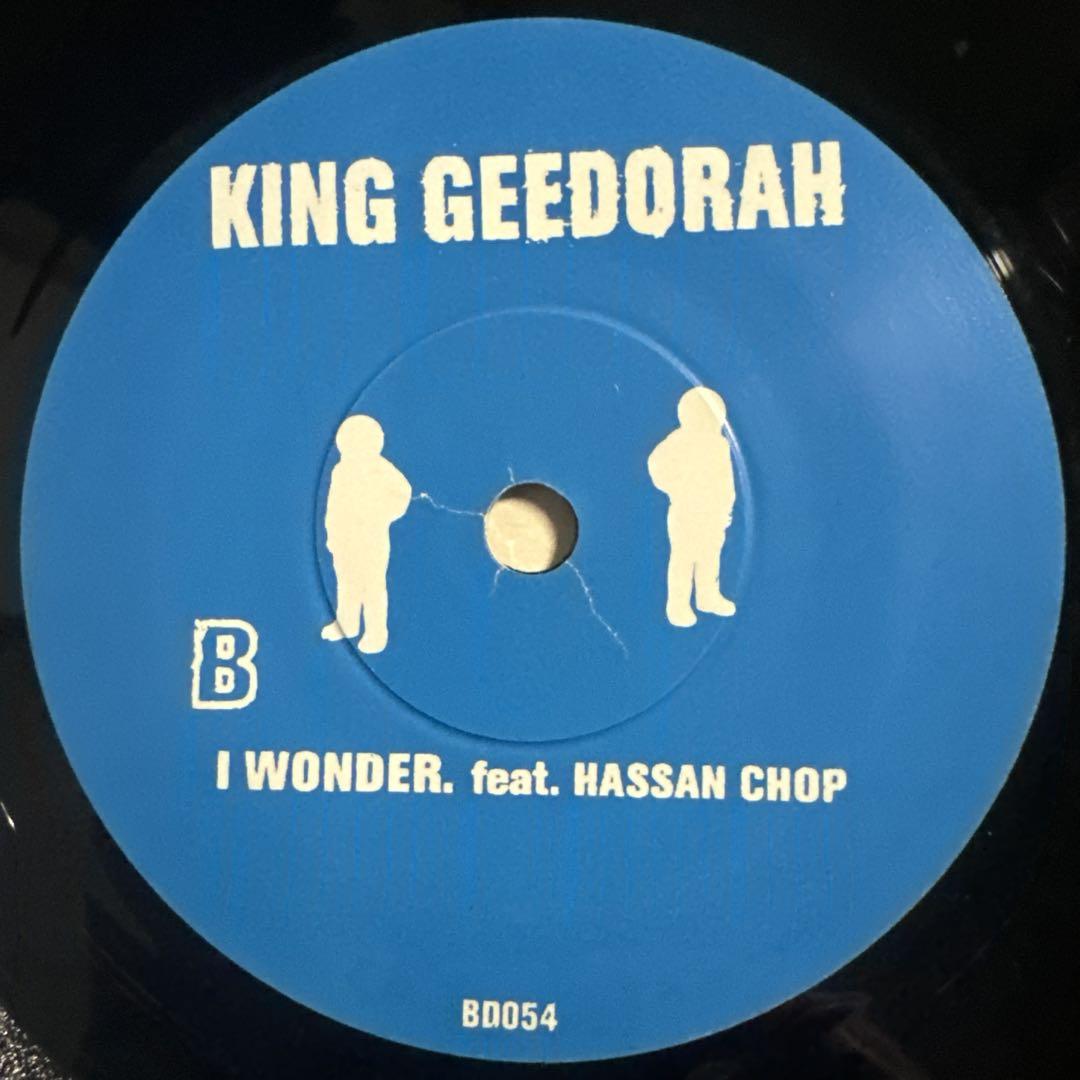 KING GEEDORAH
B
I WONDER. feat. HASSAN CHOP
BD054